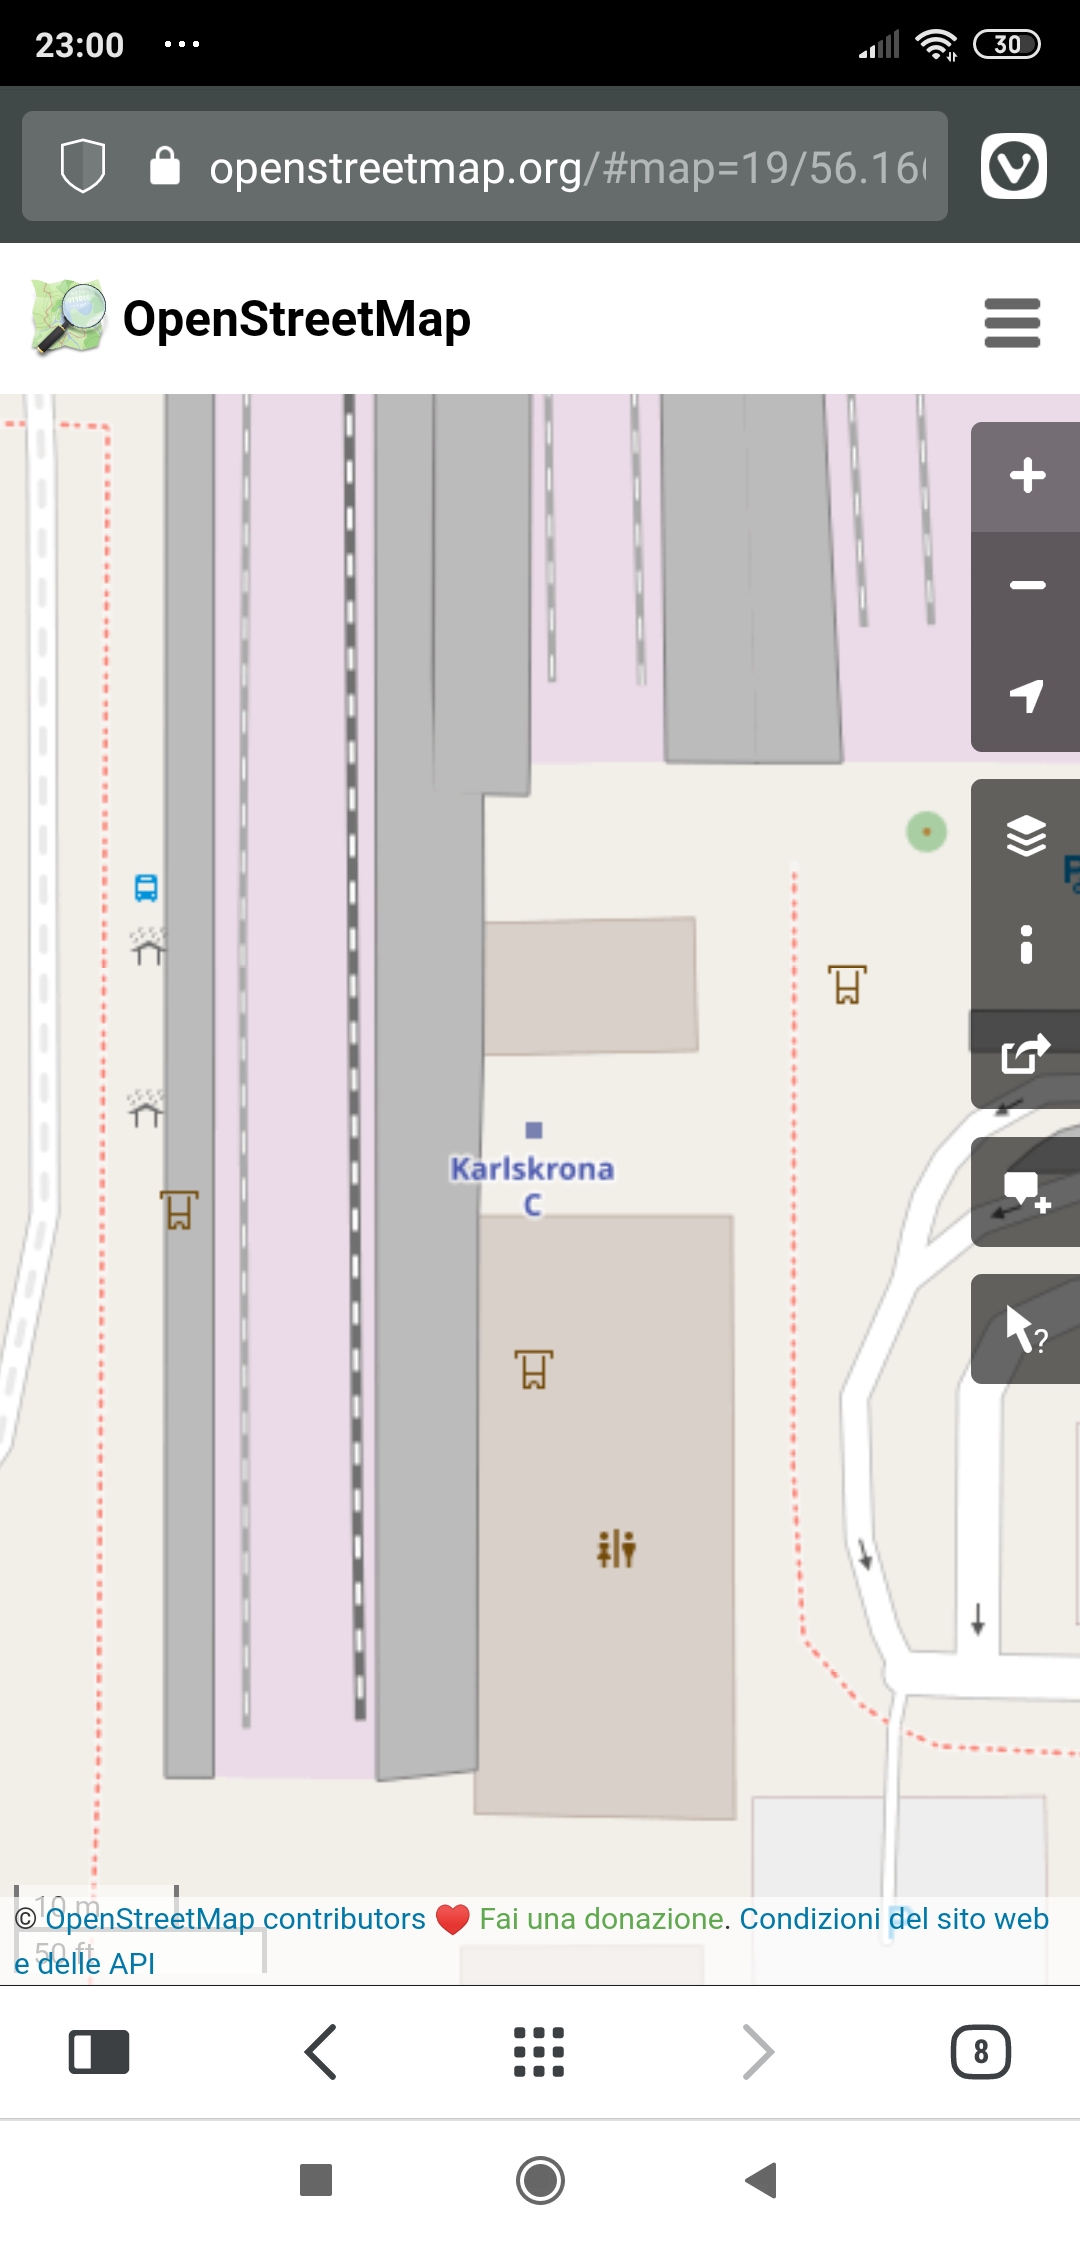 23:00
30
openstreetmap.org/#map=19/56.16
OpenStreetMap
Karlskrona
C
10 m
50 ft
© OpenStreetMap contributors ❤️ Fai una donazione. Condizioni del sito web
e delle API
8